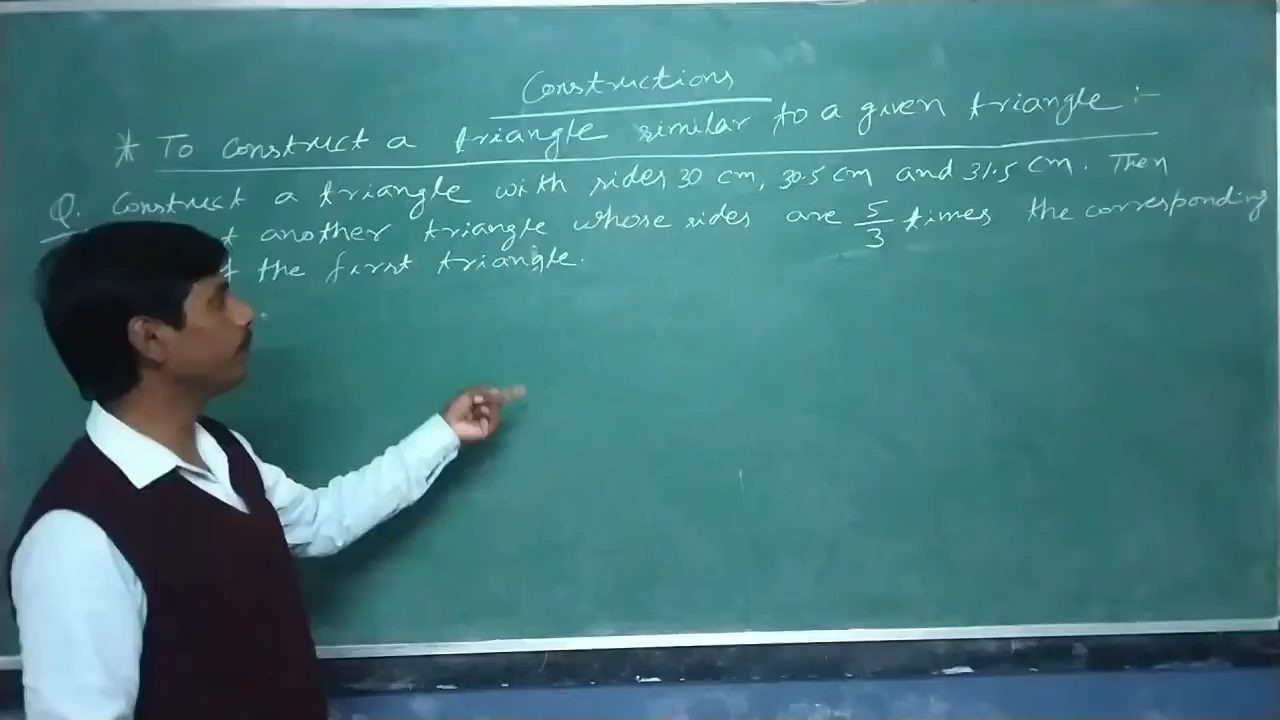 Constructions
* To construct a triangle similar to a given triangle :-
Q. Construct a triangle with sides 30 cm, 30.5 cm and 31.5 cm. Then
another triangle whose sides are 5/3 times the corresponding
the first triangle.